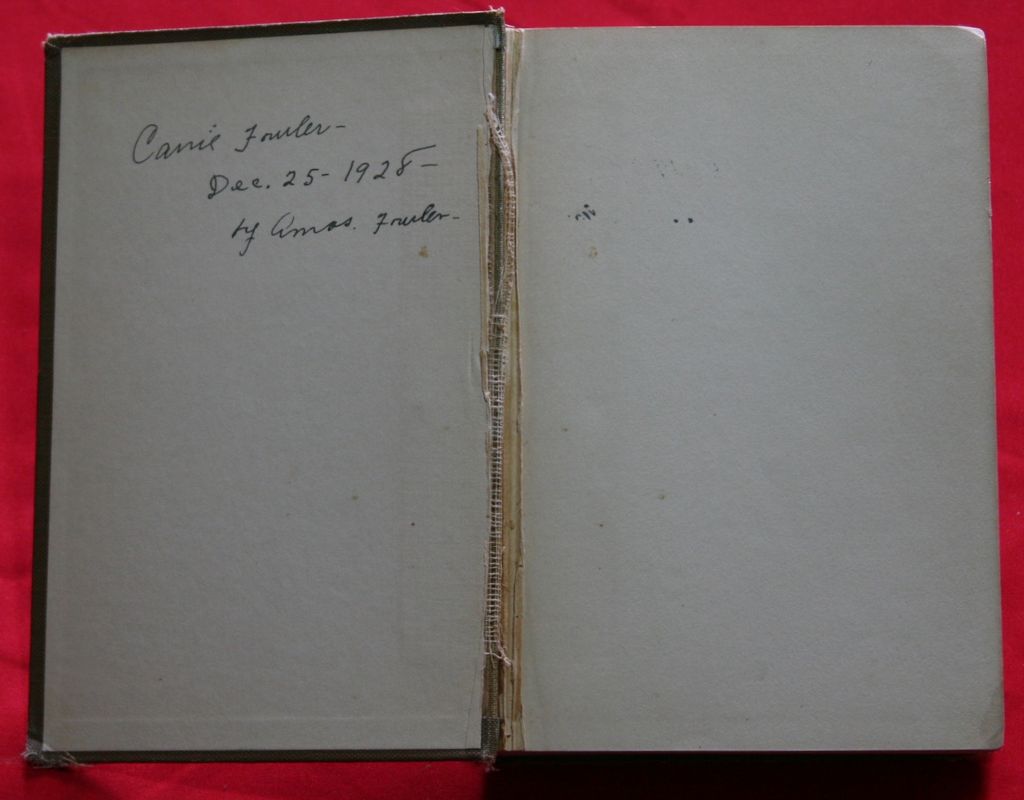 Carrie Fowler-
Dec. 25- 1928-
by Amos. Fowler-